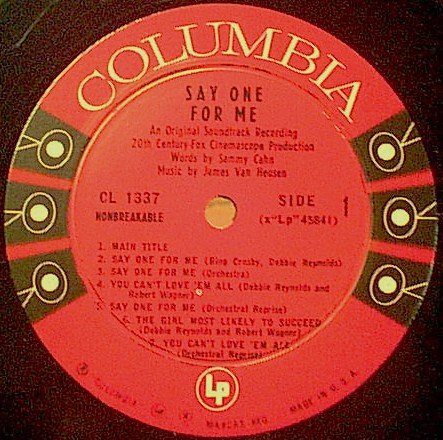 COLUMBIA
SAY ONE
FOR ME
An Original Soundtrack Recording
20th Century-Fox Cinemascope Production
Words by Sammy Cahn
Music by James Van Heusen
CL 1337
NONBREAKABLE
SIDE
(x"Lp"45841)
1. MAIN TITLE
2. SAY ONE FOR ME (Bing Crosby, Debbie Reynolds)
3. SAY ONE FOR ME (Orchestra)
4. YOU CAN'T LOVE 'EM ALL (Debbie Reynolds and
Robert Wagner)
5. SAY ONE FOR ME (Orchestral Reprise)
6. THE GIRL MOST LIKELY TO SUCCEED
(Debbie Reynolds and Robert Wagner)
7. YOU CAN'T LOVE 'EM ALL
(Orchestral Reprise)
Lp
COLUMBIA MARCAS REG. MADE IN U.S.A.